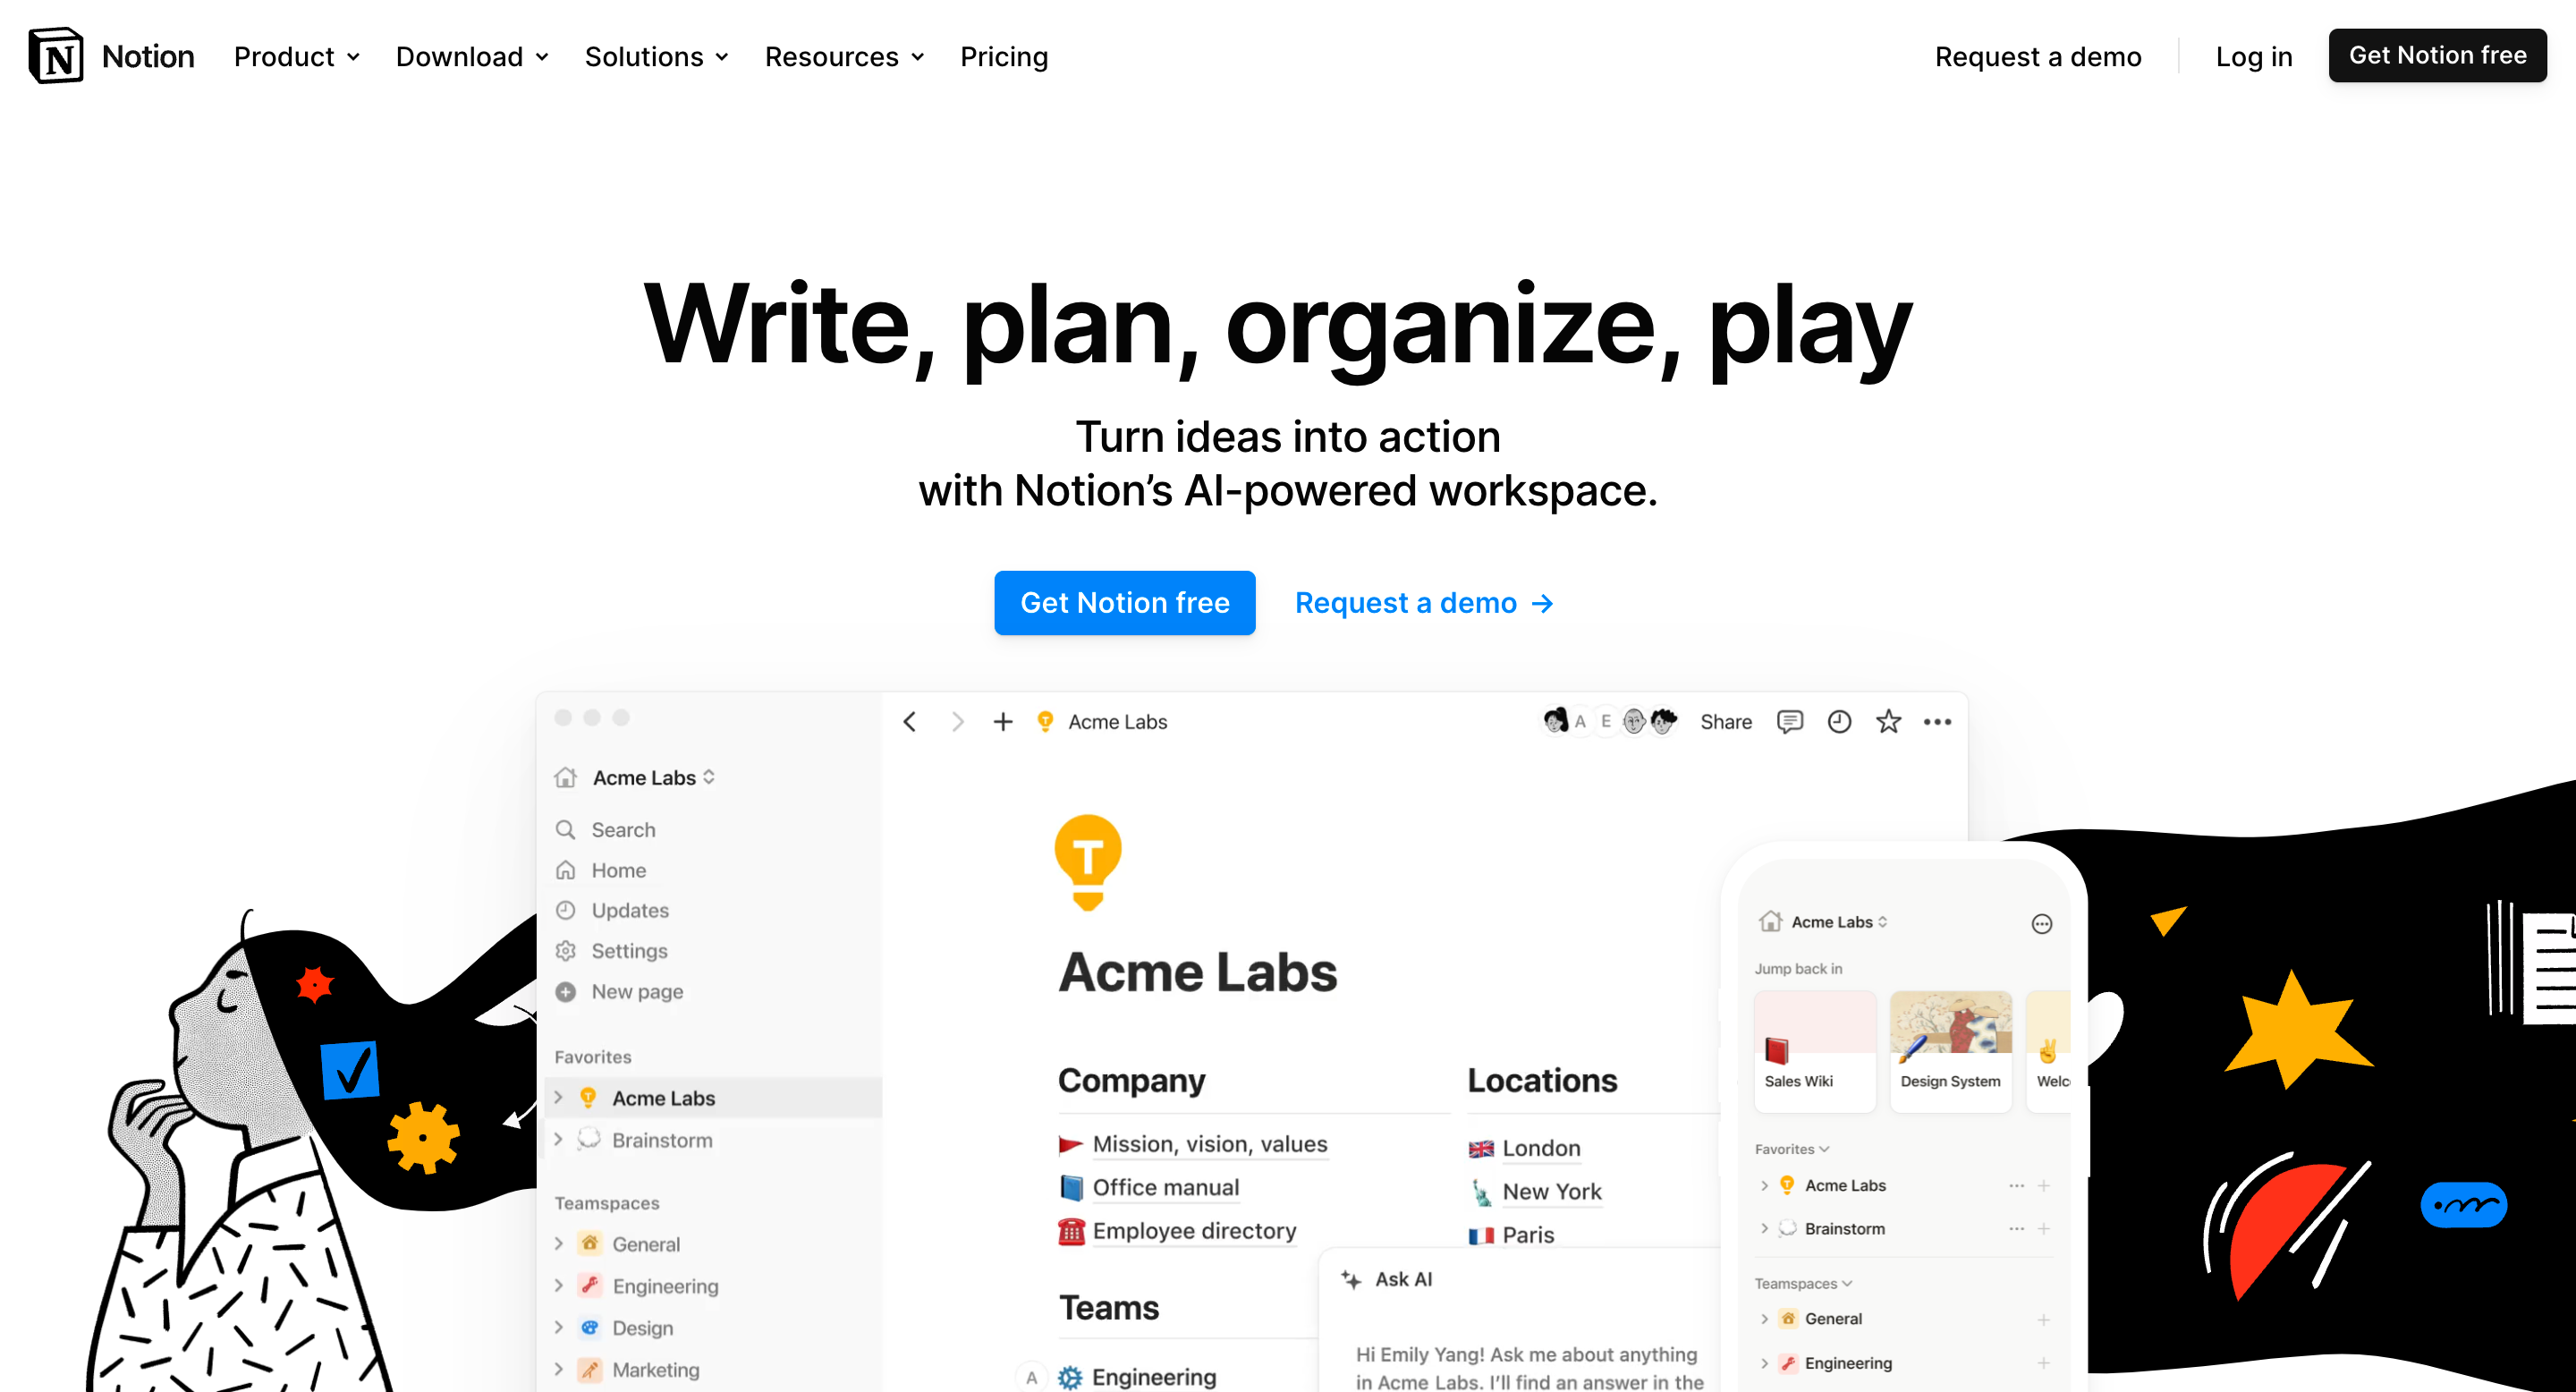 Notion Product Download Solutions Resources Pricing Request a demo Log in Get Notion free
Write, plan, organize, play
Turn ideas into action
with Notion’s AI-powered workspace.
Get Notion free Request a demo →
Acme Labs
A E Share
Acme Labs
Search
Home
Updates
Settings
New page
Favorites
Acme Labs
Brainstorm
Teamspaces
General
Engineering
Design
Marketing
T
Acme Labs
Company
Mission, vision, values
Office manual
Employee directory
Locations
London
New York
Paris
Teams
A Engineering
Ask AI
Hi Emily Yang! Ask me about anything
in Acme Labs. I’ll find an answer in the
Acme Labs
Jump back in
Sales Wiki
Design System
Welc
Favorites
Acme Labs
Brainstorm
Teamspaces
General
Engineering